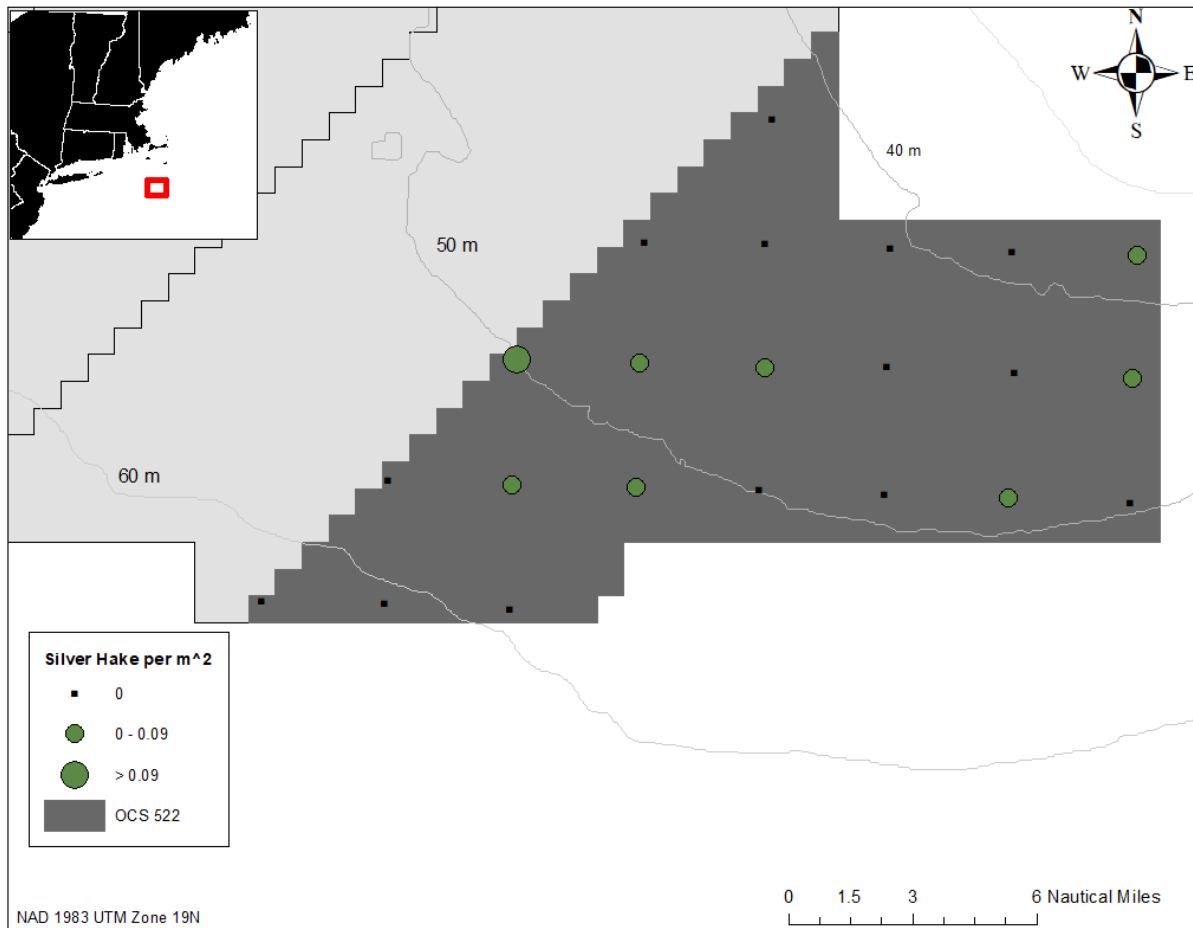 N
W E
S
40 m
50 m
60 m
Silver Hake per m^2
0
0 - 0.09
> 0.09
OCS 522
0 1.5 3 6 Nautical Miles
NAD 1983 UTM Zone 19N